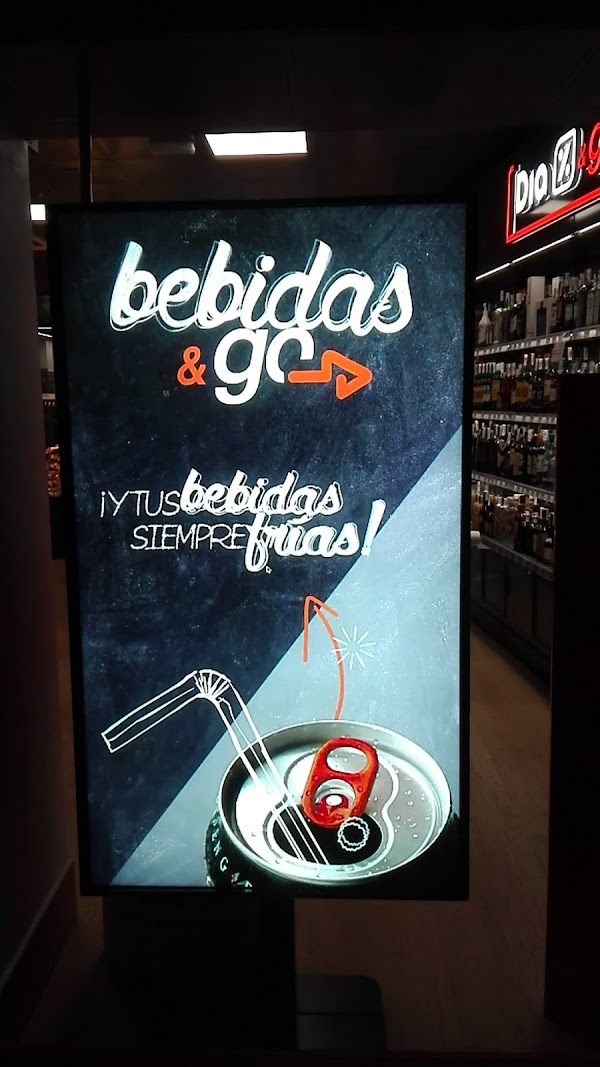 bebidas
& go
¡Y TUS bebidas
SIEMPRE frías!
DIA %
& g